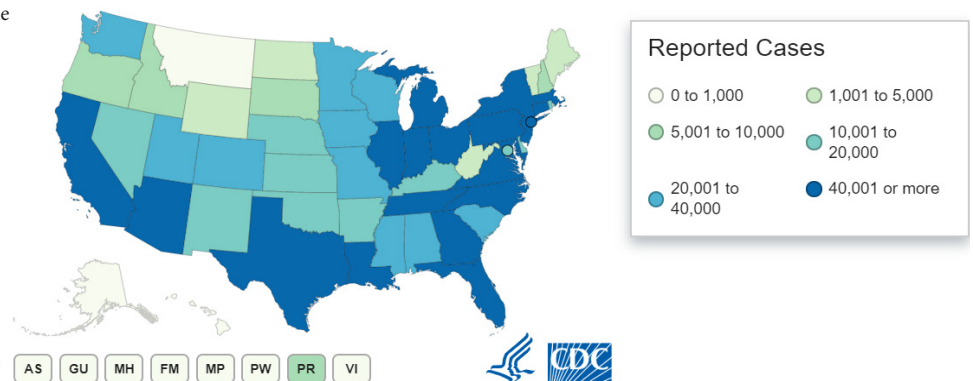 e
Reported Cases
0 to 1,000
1,001 to 5,000
5,001 to 10,000
10,001 to
20,000
20,001 to
40,000
40,001 or more
AS GU MH FM MP PW PR VI
CDC